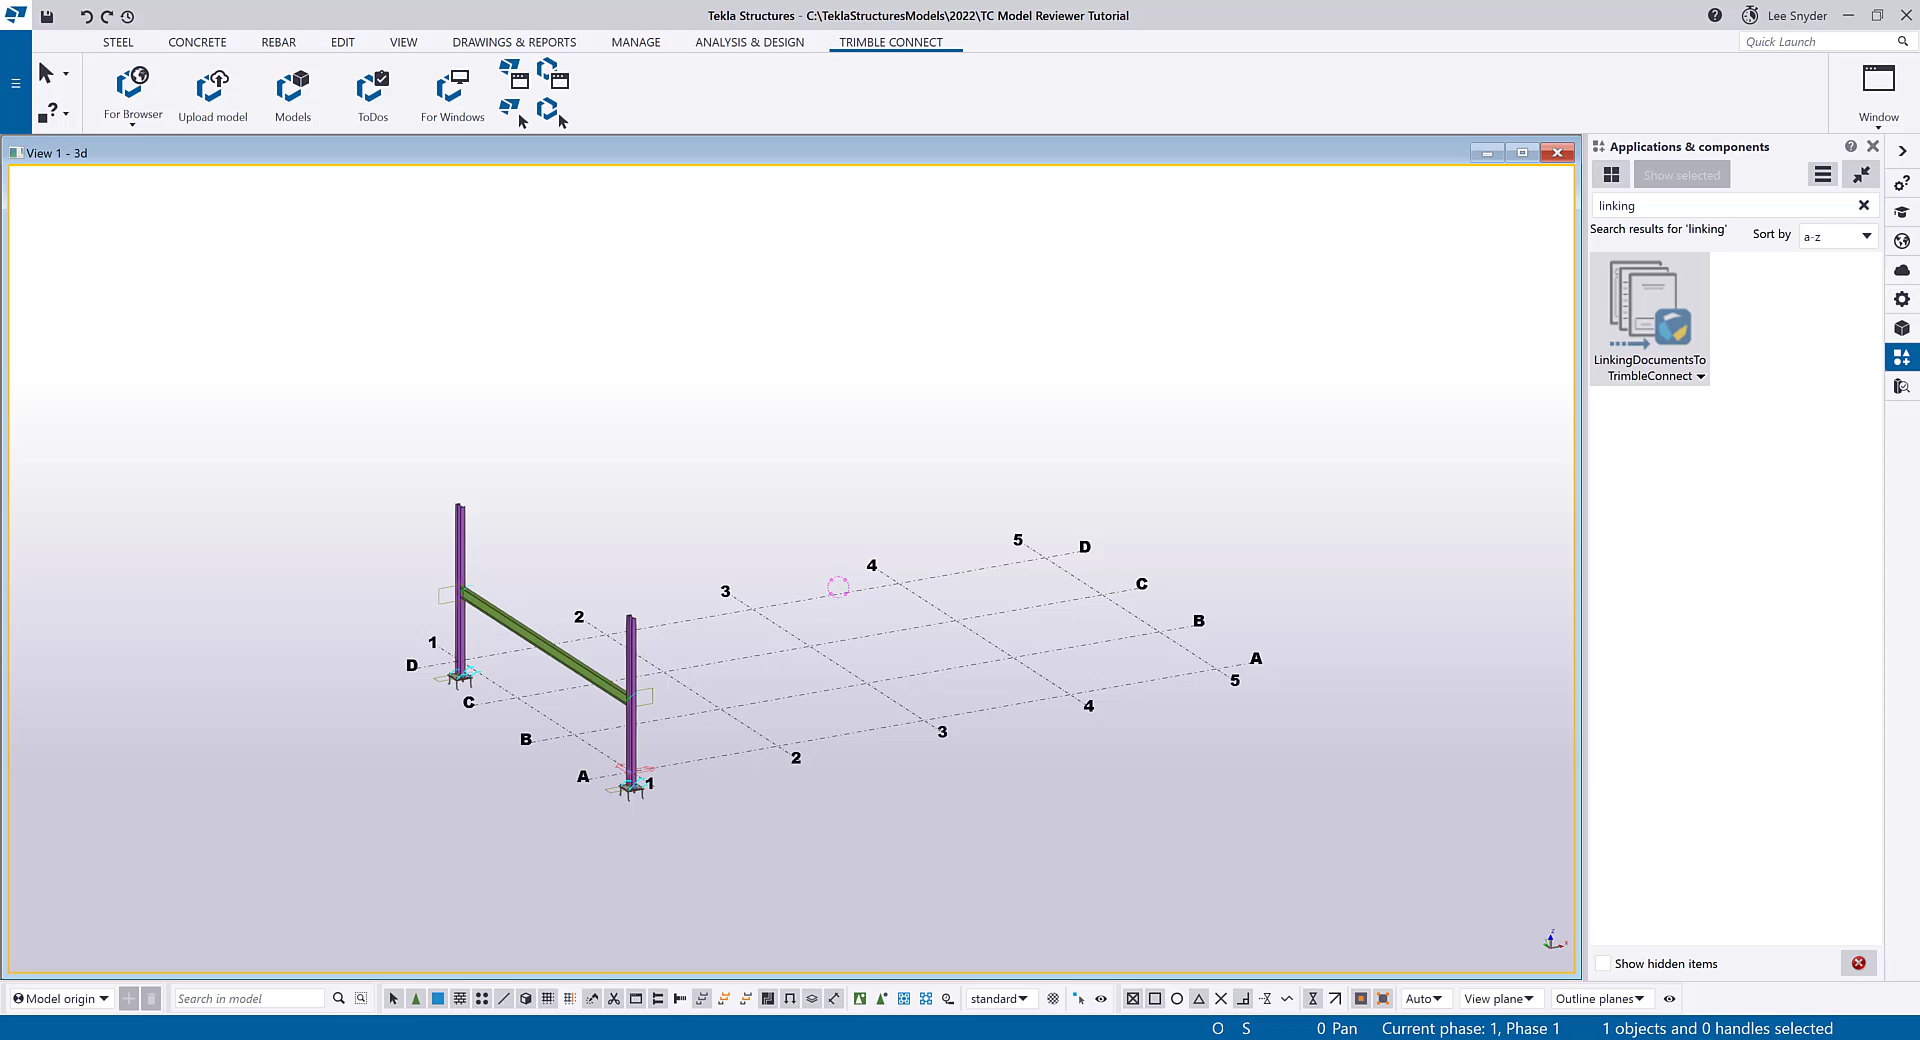 Tekla Structures - C:\TeklaStructuresModels\2022\TC Model Reviewer Tutorial
Lee Snyder
STEEL
CONCRETE
REBAR
EDIT
VIEW
DRAWINGS & REPORTS
MANAGE
ANALYSIS & DESIGN
TRIMBLE CONNECT
Quick Launch
For Browser
Upload model
Models
ToDos
For Windows
Window
View 1 - 3d
Applications & components
Show selected
linking
Search results for 'linking'
Sort by
a-z
LinkingDocumentsTo
TrimbleConnect
5
D
4
C
3
2
B
1
D
A
5
C
4
3
B
2
A
1
Show hidden items
Model origin
Search in model
standard
Auto
View plane
Outline planes
O
S
0 Pan
Current phase: 1, Phase 1
1 objects and 0 handles selected